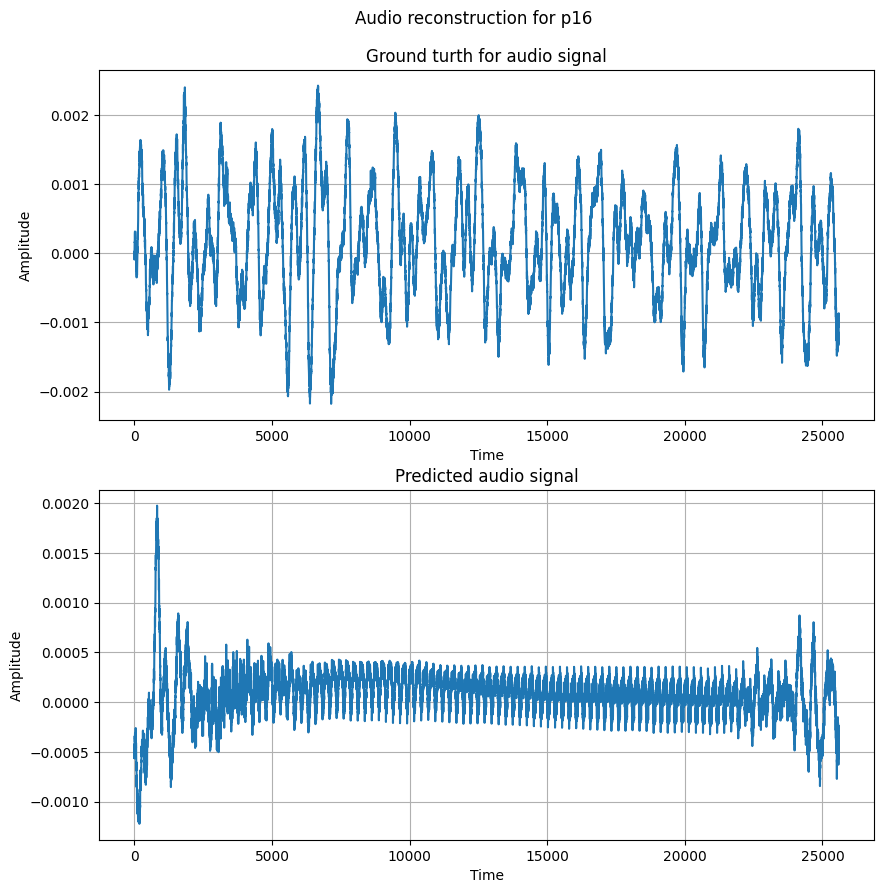 Audio reconstruction for p16
Ground turth for audio signal
Amplitude
0.002
0.001
0.000
−0.001
−0.002
0 5000 10000 15000 20000 25000
Time
Predicted audio signal
Amplitude
0.0020
0.0015
0.0010
0.0005
0.0000
−0.0005
−0.0010
0 5000 10000 15000 20000 25000
Time